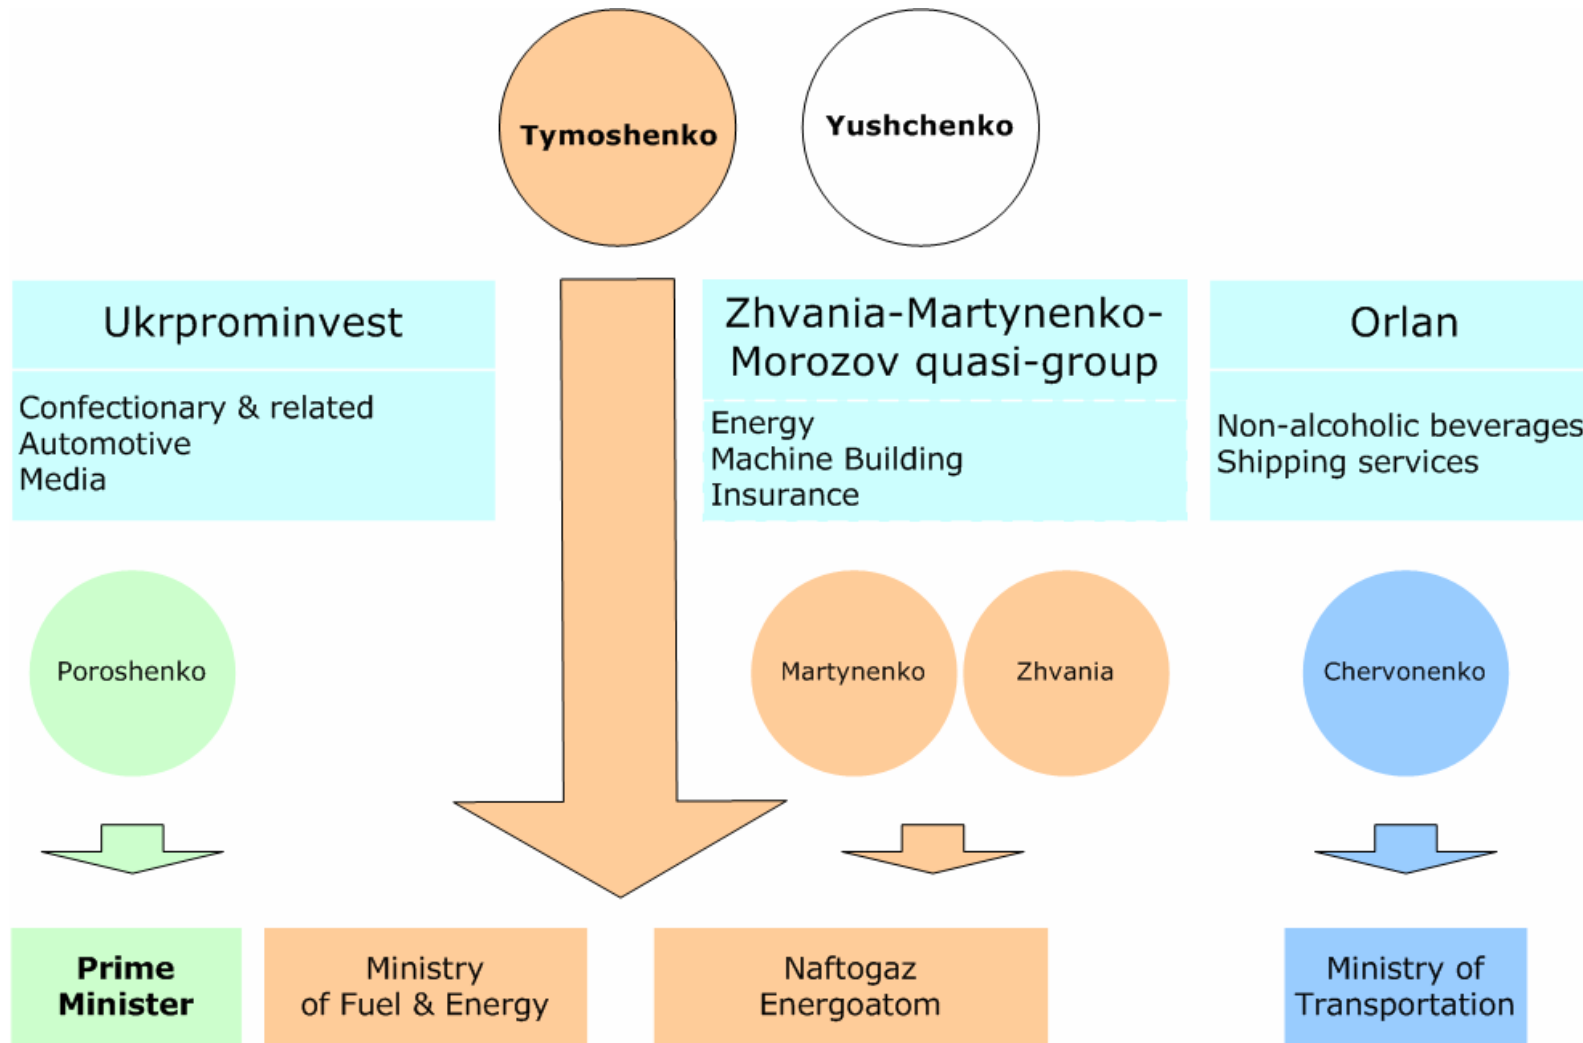 Tymoshenko
Yushchenko
Ukrprominvest
Confectionary & related
Automotive
Media
Zhvania-Martynenko-
Morozov quasi-group
Energy
Machine Building
Insurance
Orlan
Non-alcoholic beverages
Shipping services
Poroshenko
Martynenko
Zhvania
Chervonenko
Prime
Minister
Ministry
of Fuel & Energy
Naftogaz
Energoatom
Ministry of
Transportation